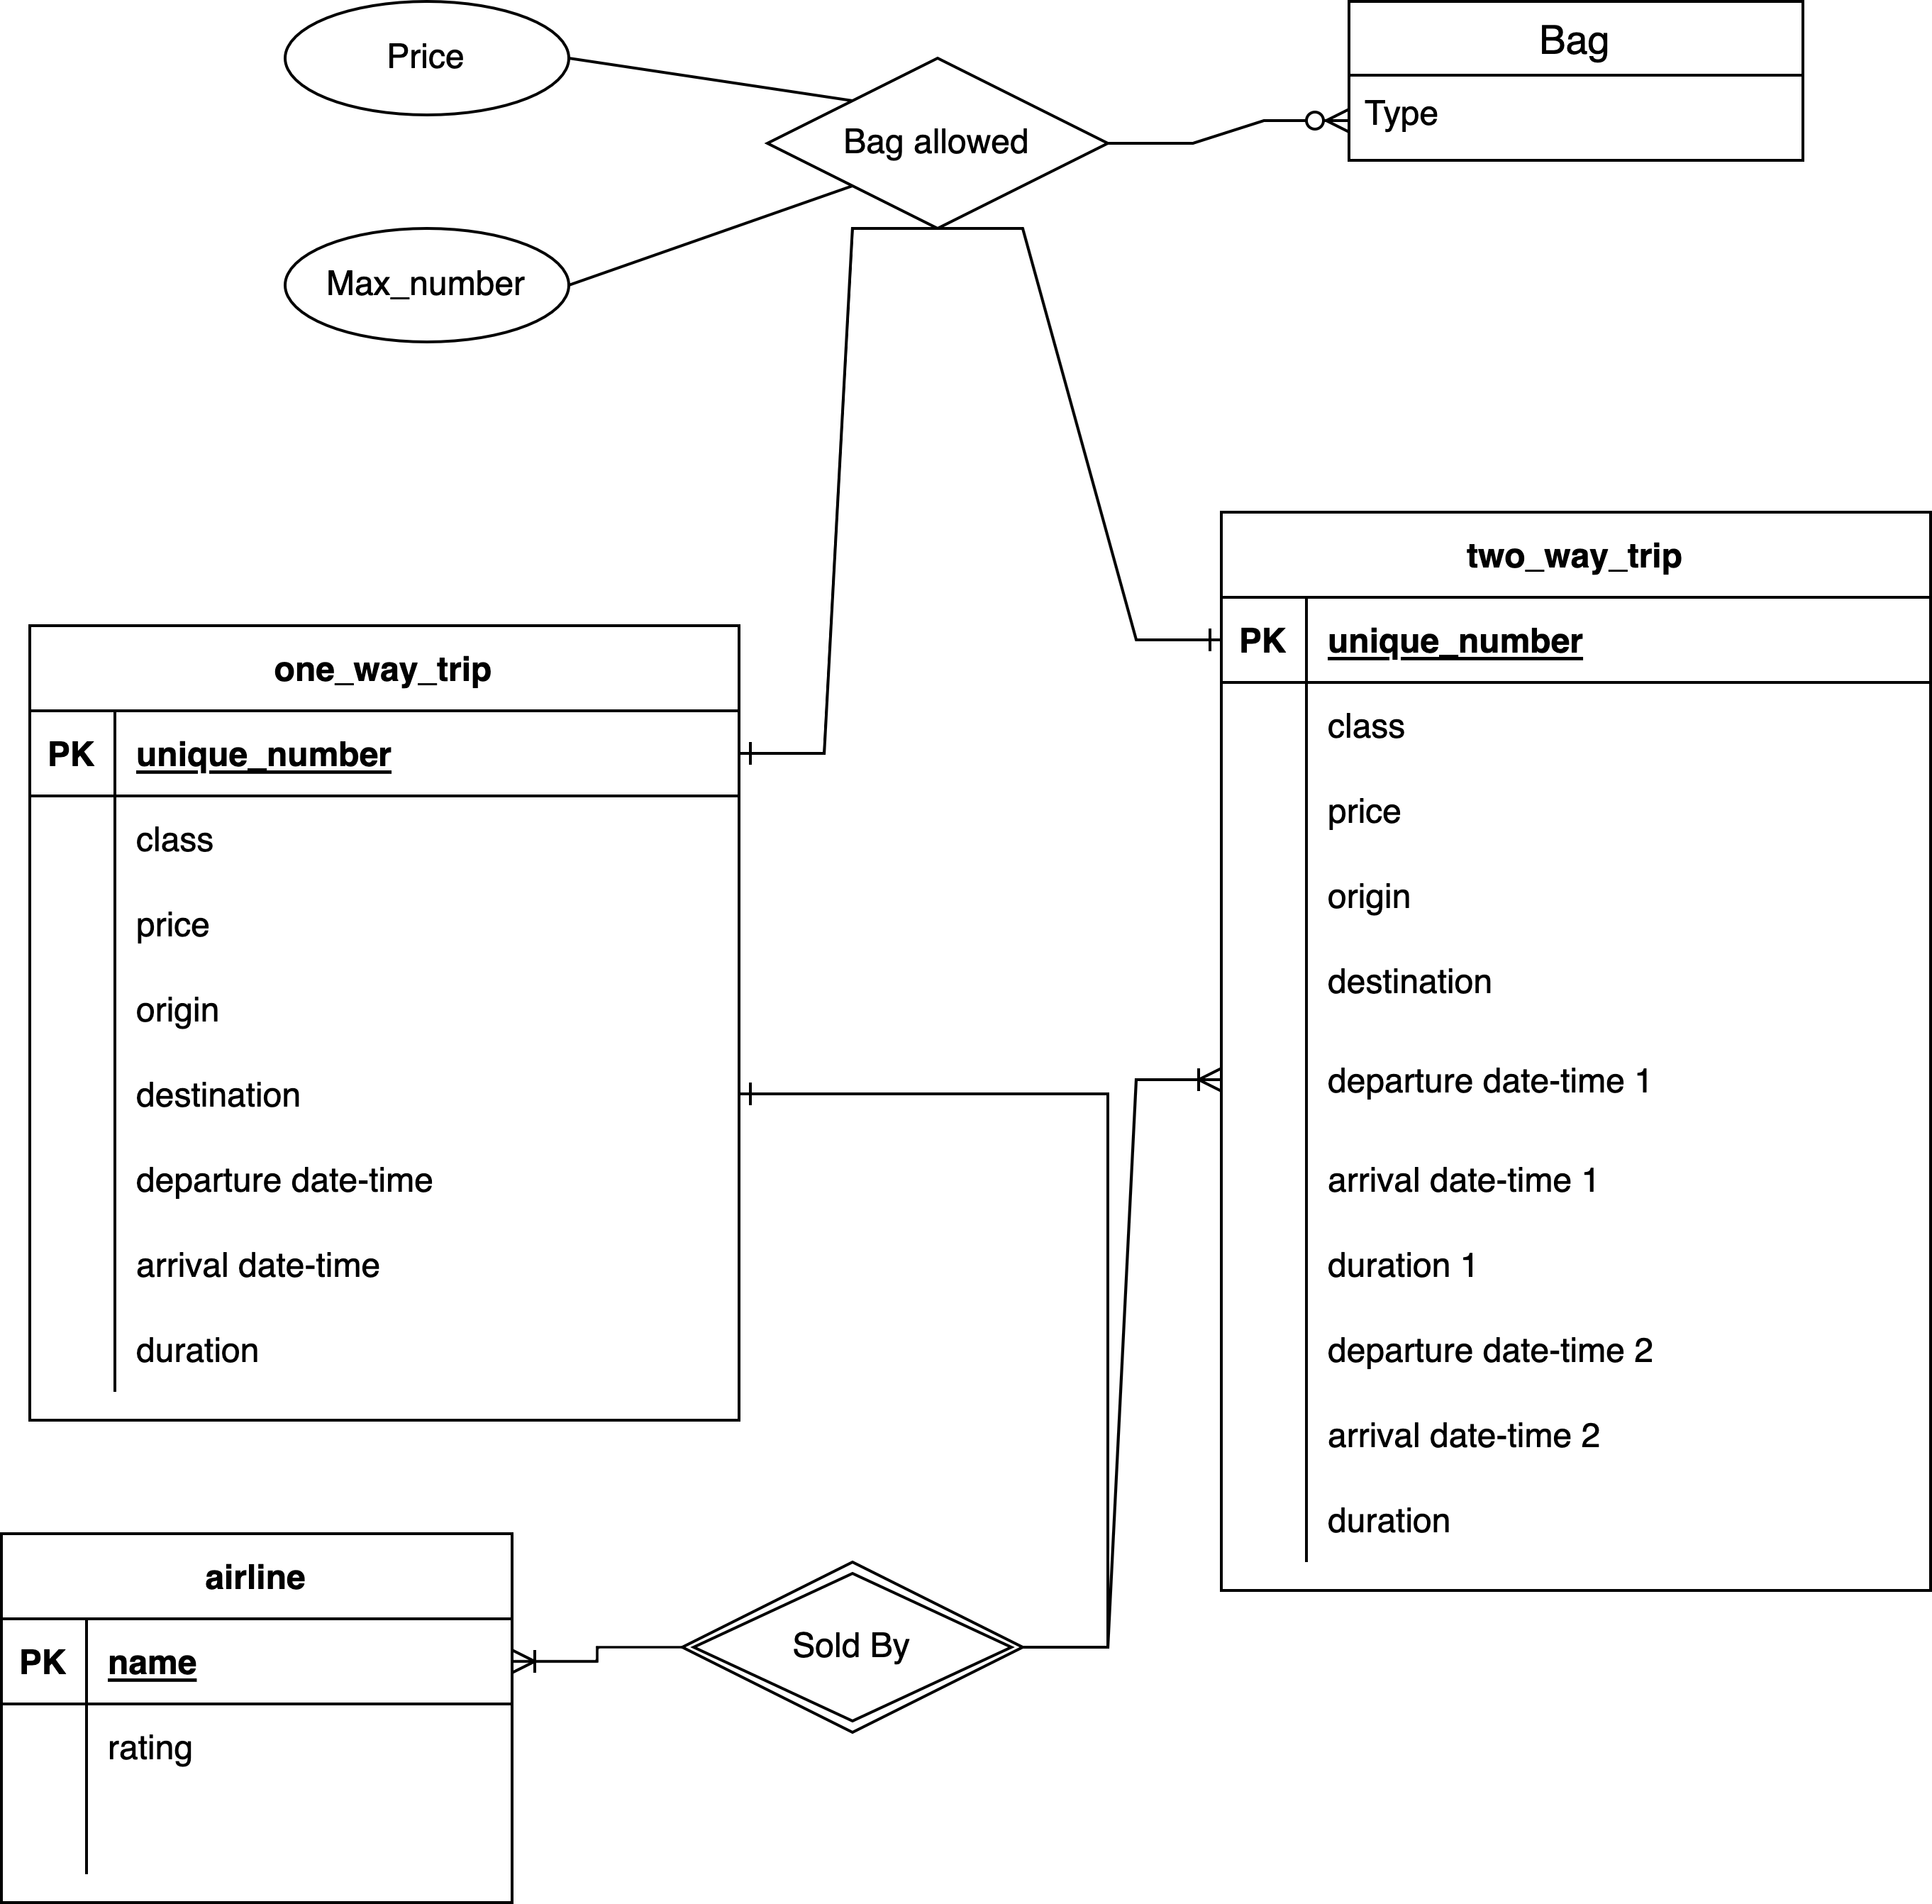 Price
Bag allowed
Max_number
Bag
Type
one_way_trip
PK unique_number
class
price
origin
destination
departure date-time
arrival date-time
duration
two_way_trip
PK unique_number
class
price
origin
destination
departure date-time 1
arrival date-time 1
duration 1
departure date-time 2
arrival date-time 2
duration
airline
PK name
rating
Sold By